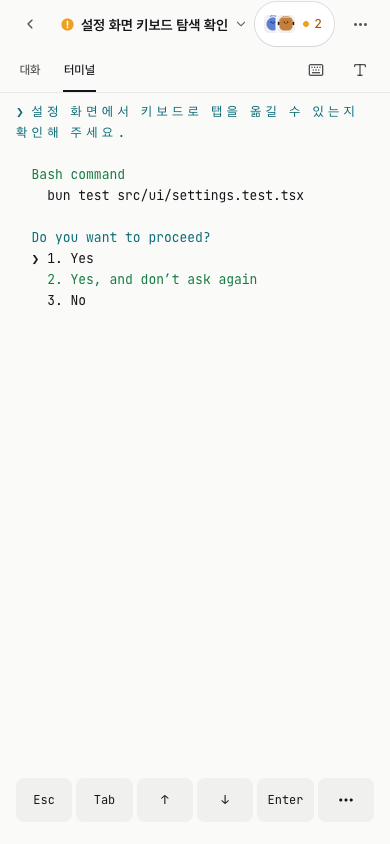 설정 화면 키보드 탐색 확인
2
대화
터미널
❯ 설정 화면에서 키보드로 탭을 옮길 수 있는지
확인해 주세요.
Bash command
bun test src/ui/settings.test.tsx
Do you want to proceed?
❯ 1. Yes
2. Yes, and don’t ask again
3. No
Esc
Tab
↑
↓
Enter
•••